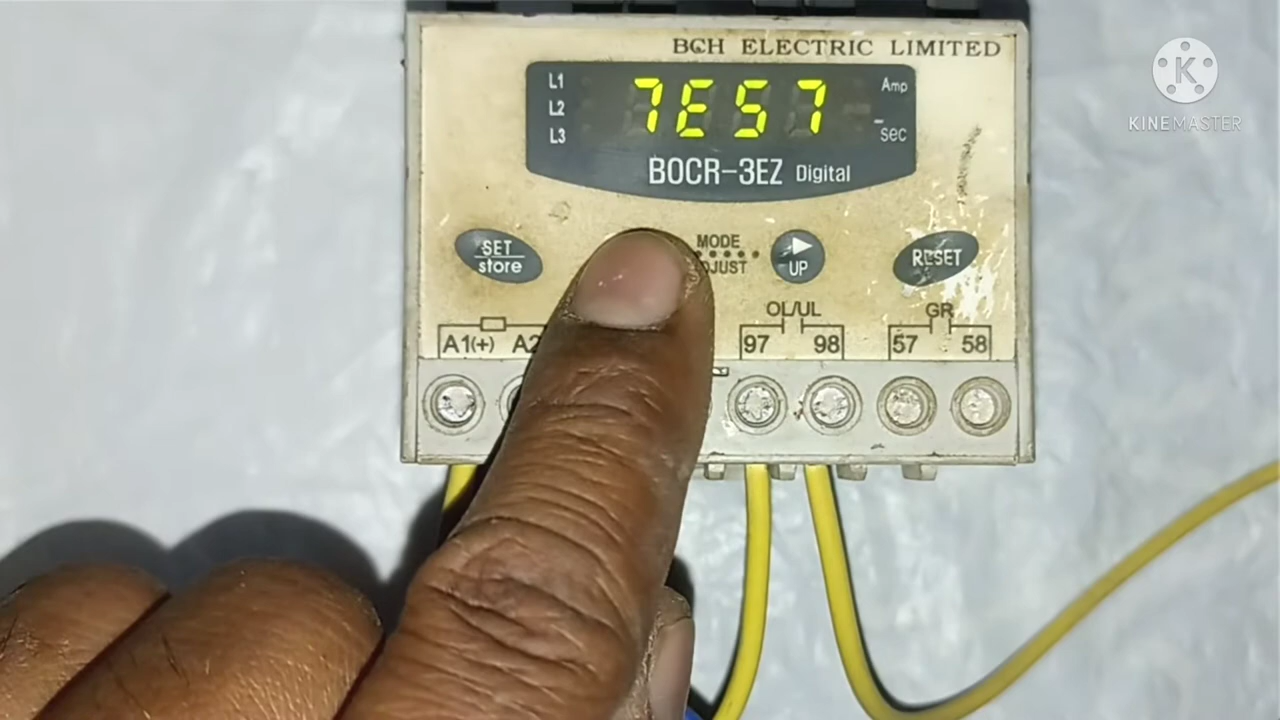 BCH ELECTRIC LIMITED
K
KINEMASTER
L1
L2
L3
7E57
Amp
sec
BOCR-3EZ Digital
SET
store
MODE
UP
RESET
OL/UL
GR
A1(+)
97
98
57
58